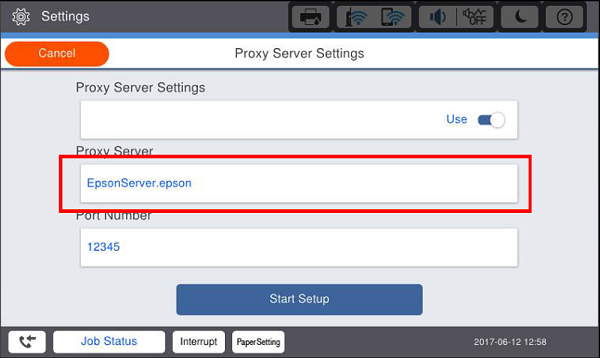 Settings
OFF
Cancel
Proxy Server Settings
Proxy Server Settings
Use
Proxy Server
EpsonServer.epson
Port Number
12345
Start Setup
Job Status
Interrupt
PaperSetting
2017-06-12 12:58